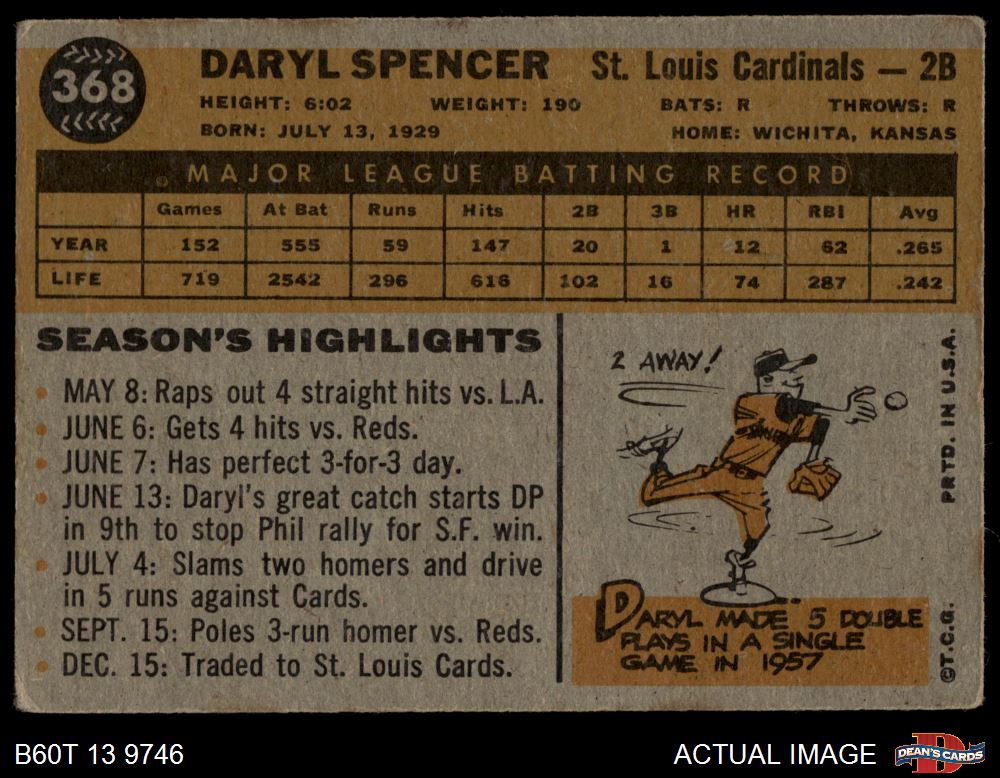 368
DARYL SPENCER St. Louis Cardinals — 2B
HEIGHT: 6:02 WEIGHT: 190 BATS: R THROWS: R
BORN: JULY 13, 1929 HOME: WICHITA, KANSAS
MAJOR LEAGUE BATTING RECORD
Games At Bat Runs Hits 2B 3B HR RBI Avg
YEAR 152 555 59 147 20 1 12 62 .265
LIFE 719 2542 296 616 102 16 74 287 .242
SEASON'S HIGHLIGHTS
• MAY 8: Raps out 4 straight hits vs. L.A.
• JUNE 6: Gets 4 hits vs. Reds.
• JUNE 7: Has perfect 3-for-3 day.
• JUNE 13: Daryl's great catch starts DP
in 9th to stop Phil rally for S.F. win.
• JULY 4: Slams two homers and drive
in 5 runs against Cards.
• SEPT. 15: Poles 3-run homer vs. Reds.
• DEC. 15: Traded to St. Louis Cards.
2 AWAY!
DARYL MADE 5 DOUBLE
PLAYS IN A SINGLE
GAME IN 1957
©T.C.G. PRTD. IN U.S.A.
B60T 13 9746
ACTUAL IMAGE
DEAN'S CARDS